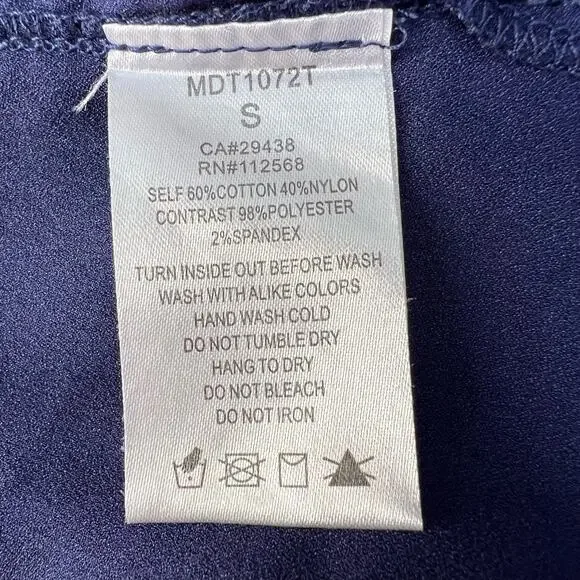 MDT1072T
S
CA#29438
RN#112568
SELF 60%COTTON 40%NYLON
CONTRAST 98%POLYESTER
2%SPANDEX
TURN INSIDE OUT BEFORE WASH
WASH WITH ALIKE COLORS
HAND WASH COLD
DO NOT TUMBLE DRY
HANG TO DRY
DO NOT BLEACH
DO NOT IRON